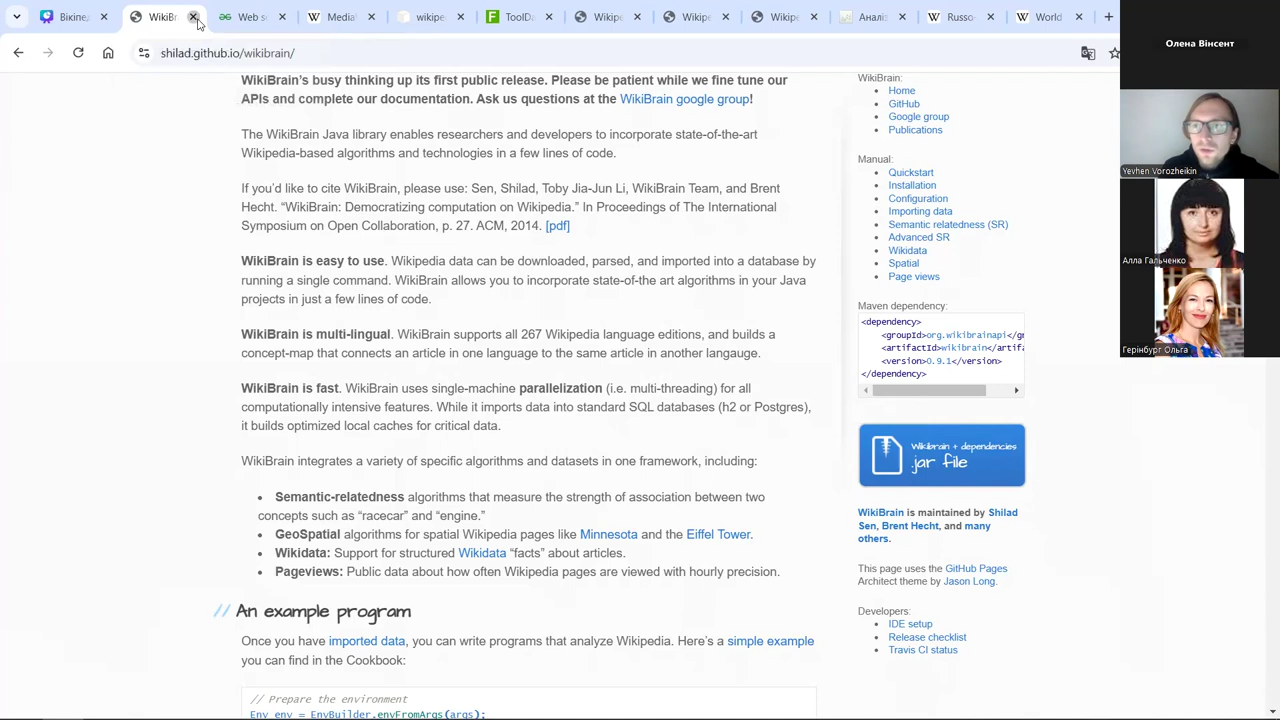 Вікіпе
WikiBr
Web s
Media
wikipe
ToolDa
Wikipe
Wikipe
Wikipe
Аналіз
Russo-
World
shilad.github.io/wikibrain/
WikiBrain's busy thinking up its first public release. Please be patient while we fine tune our
APIs and complete our documentation. Ask us questions at the WikiBrain google group!
The WikiBrain Java library enables researchers and developers to incorporate state-of-the-art
Wikipedia-based algorithms and technologies in a few lines of code.
If you'd like to cite WikiBrain, please use: Sen, Shilad, Toby Jia-Jun Li, WikiBrain Team, and Brent
Hecht. “WikiBrain: Democratizing computation on Wikipedia.” In Proceedings of The International
Symposium on Open Collaboration, p. 27. ACM, 2014. [pdf]
WikiBrain is easy to use. Wikipedia data can be downloaded, parsed, and imported into a database by
running a single command. WikiBrain allows you to incorporate state-of-the art algorithms in your Java
projects in just a few lines of code.
WikiBrain is multi-lingual. WikiBrain supports all 267 Wikipedia language editions, and builds a
concept-map that connects an article in one language to the same article in another langauge.
WikiBrain is fast. WikiBrain uses single-machine parallelization (i.e. multi-threading) for all
computationally intensive features. While it imports data into standard SQL databases (h2 or Postgres),
it builds optimized local caches for critical data.
WikiBrain integrates a variety of specific algorithms and datasets in one framework, including:
• Semantic-relatedness algorithms that measure the strength of association between two
concepts such as “racecar” and “engine.”
• GeoSpatial algorithms for spatial Wikipedia pages like Minnesota and the Eiffel Tower.
• Wikidata: Support for structured Wikidata “facts” about articles.
• Pageviews: Public data about how often Wikipedia pages are viewed with hourly precision.
// An example program
Once you have imported data, you can write programs that analyze Wikipedia. Here's a simple example
you can find in the Cookbook:
// Prepare the environment
Env env = EnvBuilder.envFromArgs(args);
WikiBrain:
• Home
• GitHub
• Google group
• Publications
Manual:
• Quickstart
• Installation
• Configuration
• Importing data
• Semantic relatedness (SR)
• Advanced SR
• Wikidata
• Spatial
• Page views
Maven dependency:
<dependency>
<groupId>org.wikibrainapi</gr
<artifactId>wikibrain</artifa
<version>0.9.1</version>
</dependency>
Wikibrain + dependencies
.jar file
WikiBrain is maintained by Shilad
Sen, Brent Hecht, and many
others.
This page uses the GitHub Pages
Architect theme by Jason Long.
Developers:
• IDE setup
• Release checklist
• Travis CI status
Олена Вінсент
Yevhen Vorozheikin
Алла Гальченко
Герінбург Ольга